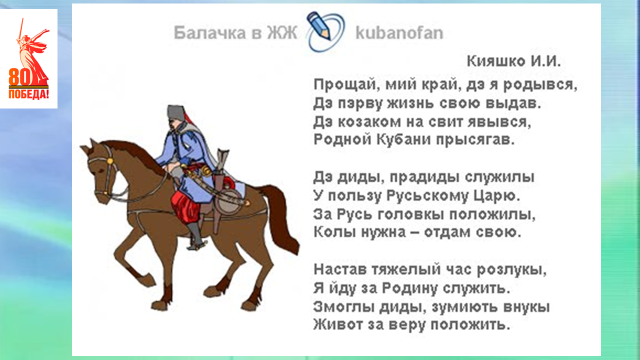 Балачка в ЖЖ kubanofan
80
ПОБЕДА!
Кияшко И.И.
Прощай, мий край, дэ я родывся,
Дэ пэрву жизнь свою выдав.
Дэ козаком на свит явывся,
Родной Кубани прысягав.
Дэ диды, прадиды служилы
У пользу Русьскому Царю.
За Русь головкы положилы,
Колы нужна – отдам свою.
Настав тяжелый час розлукы,
Я йду за Родину служить.
Змоглы диды, зумиють внукы
Живот за веру положить.